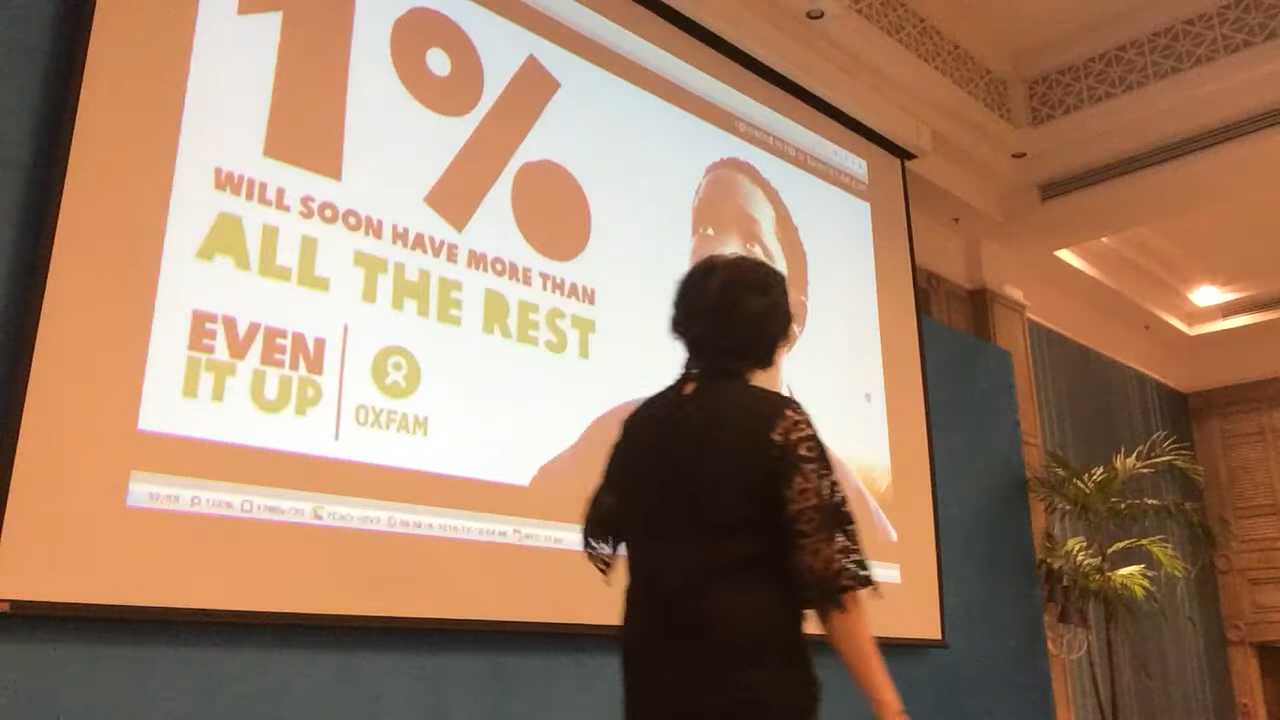 1%
WILL SOON HAVE MORE THAN
ALL THE REST
EVEN
IT UP
OXFAM